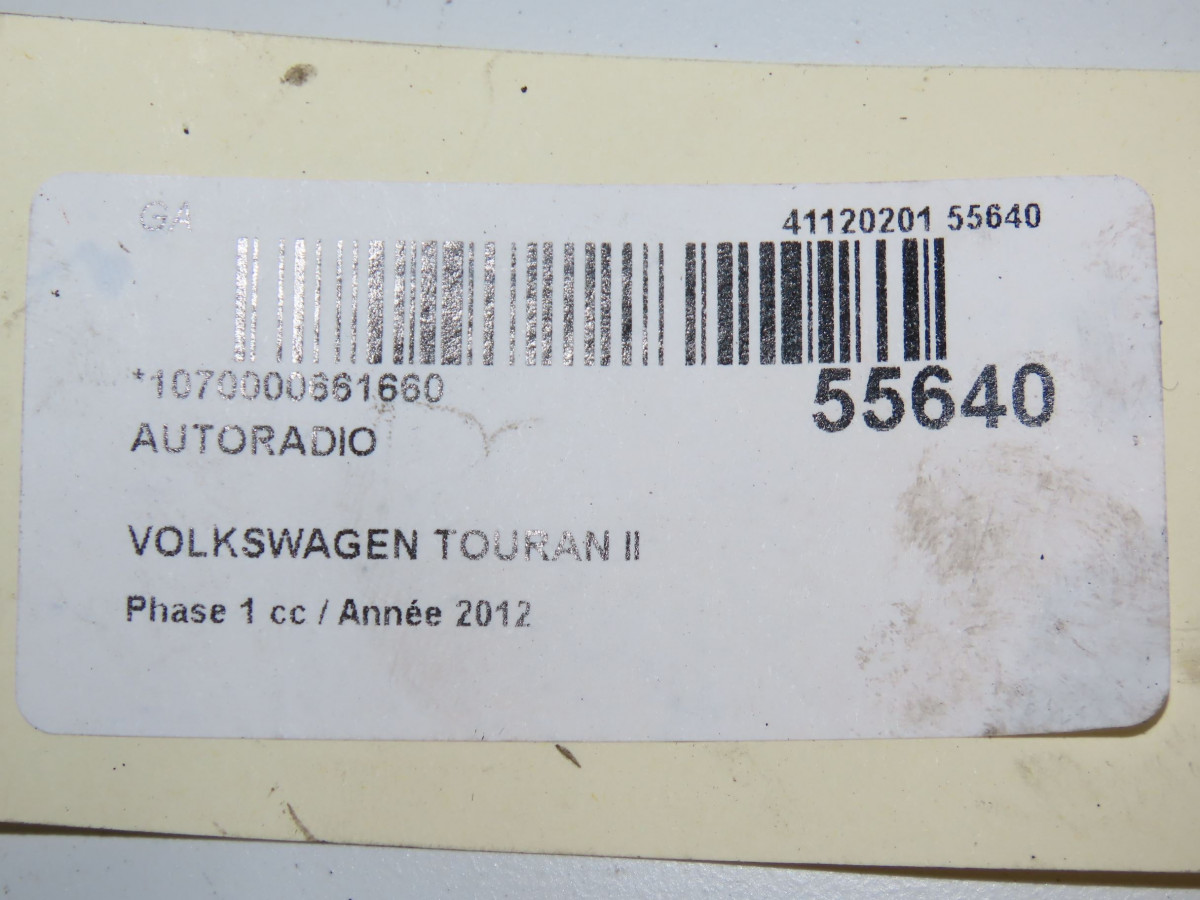 GA 41120201 55640
*1070000661660 55640
AUTORADIO
VOLKSWAGEN TOURAN II
Phase 1 cc / Année 2012